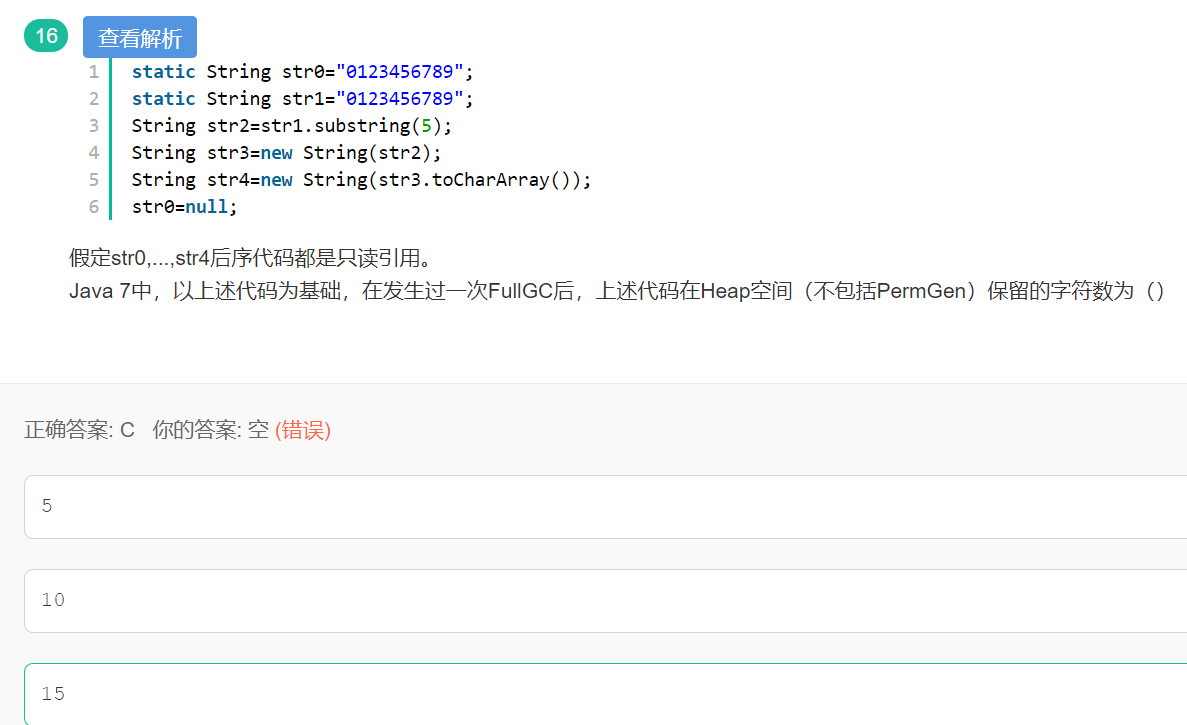 16 查看解析
1 static String str0="0123456789";
2 static String str1="0123456789";
3 String str2=str1.substring(5);
4 String str3=new String(str2);
5 String str4=new String(str3.toCharArray());
6 str0=null;
假定str0,...,str4后序代码都是只读引用。
Java 7中，以上述代码为基础，在发生过一次FullGC后，上述代码在Heap空间（不包括PermGen）保留的字符数为（）
正确答案: C 你的答案: 空 (错误)
5
10
15